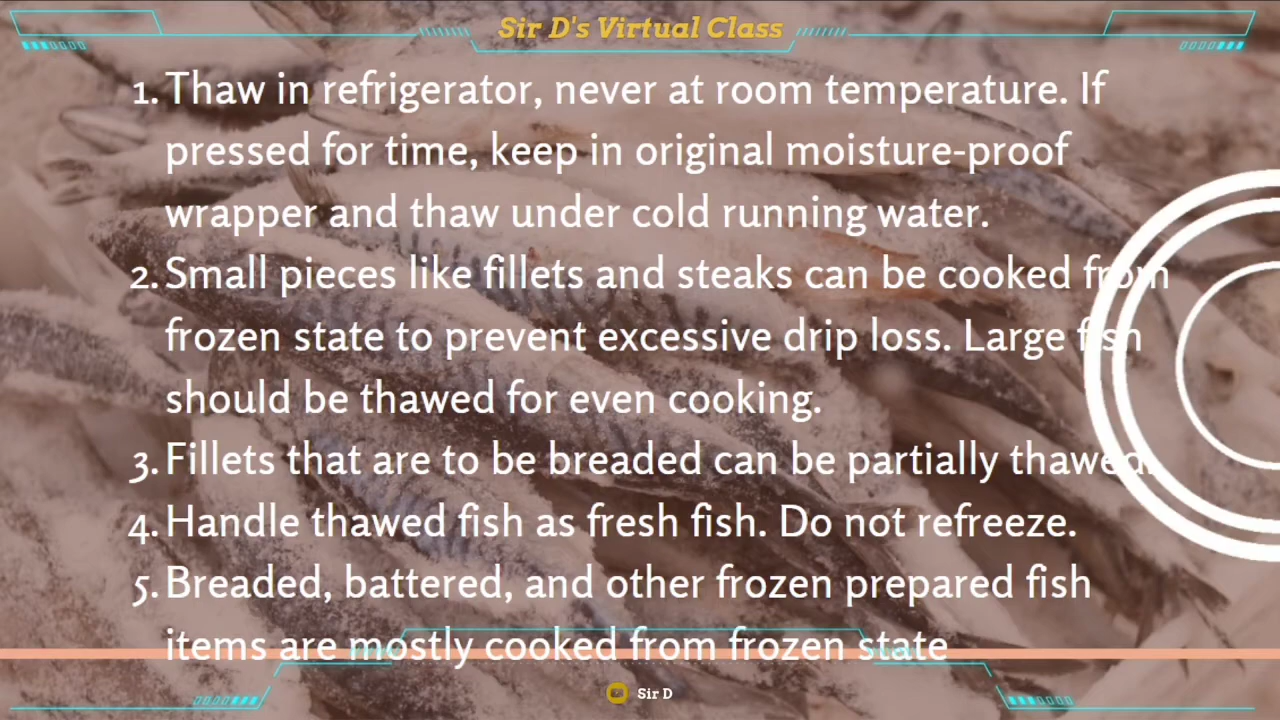 Sir D's Virtual Class
1. Thaw in refrigerator, never at room temperature. If
pressed for time, keep in original moisture-proof
wrapper and thaw under cold running water.
2. Small pieces like fillets and steaks can be cooked from
frozen state to prevent excessive drip loss. Large fish
should be thawed for even cooking.
3. Fillets that are to be breaded can be partially thawed.
4. Handle thawed fish as fresh fish. Do not refreeze.
5. Breaded, battered, and other frozen prepared fish
items are mostly cooked from frozen state
Sir D